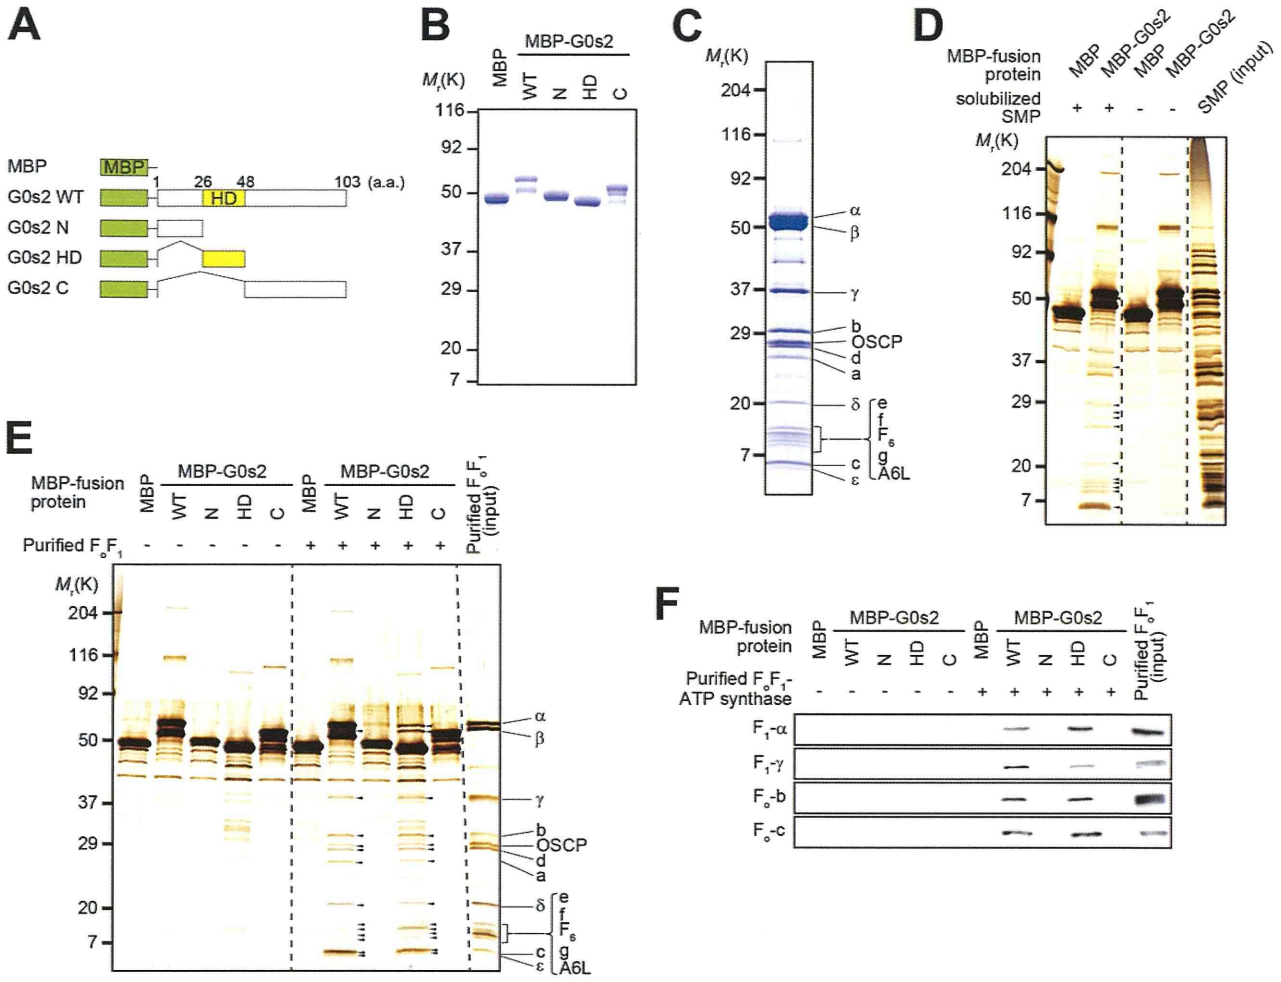 A
MBP
MBP
1 26 48 103 (a.a.)
G0s2 WT
HD
G0s2 N
G0s2 HD
G0s2 C
B
MBP-G0s2
MBP
WT
N
HD
C
Mr(K)
116
92
50
37
29
20
7
C
Mr(K)
204
116
92
50
37
29
20
7
α
β
γ
b
OSCP
d
a
δ
e
f
F6
g
A6L
c
ε
D
MBP-fusion protein
MBP
MBP-G0s2
MBP
MBP-G0s2
SMP (input)
solubilized SMP
+ + - -
Mr(K)
204
116
92
50
37
29
20
7
E
MBP-fusion protein
MBP
MBP-G0s2
WT
N
HD
C
MBP
MBP-G0s2
WT
N
HD
C
Purified FoF1 (input)
Purified FoF1
- - - - - + + + + +
Mr(K)
204
116
92
50
37
29
20
7
α
β
γ
b
OSCP
d
a
δ
e
f
F6
g
A6L
c
ε
F
MBP-fusion protein
MBP
MBP-G0s2
WT
N
HD
C
MBP
MBP-G0s2
WT
N
HD
C
Purified FoF1 (input)
Purified FoF1-
ATP synthase
- - - - - + + + + +
F1-α
F1-γ
Fo-b
Fo-c